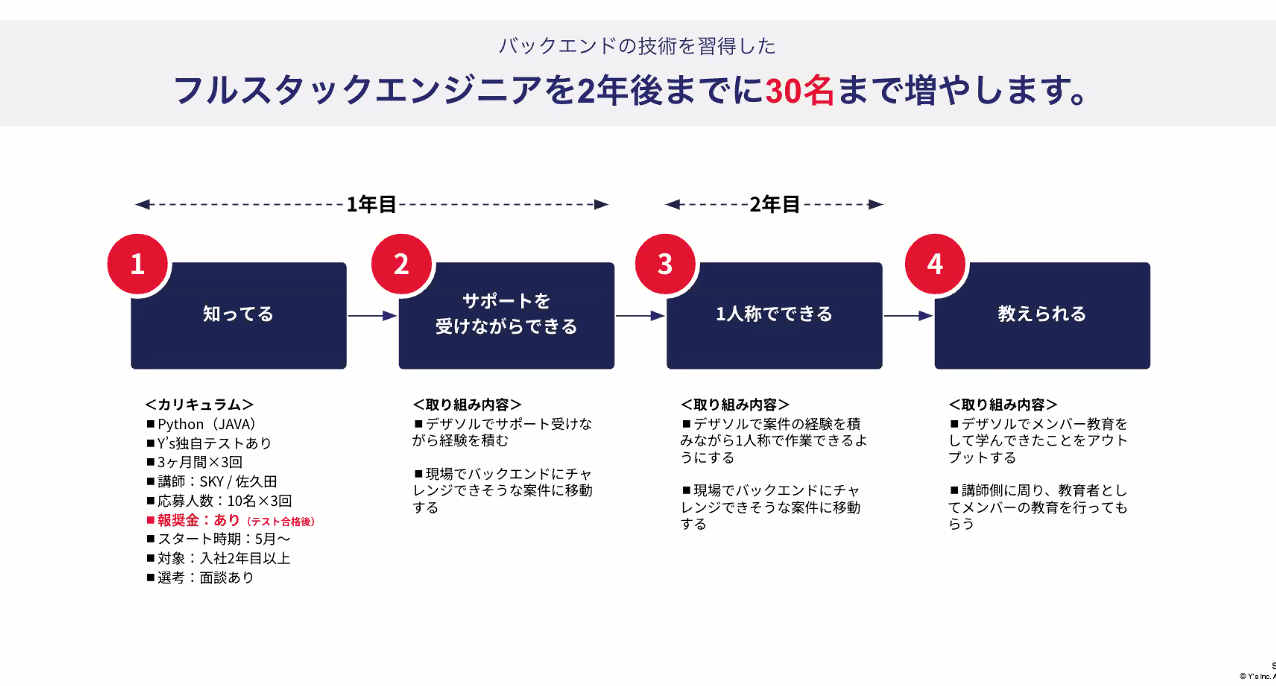 バックエンドの技術を習得した
フルスタックエンジニアを2年後までに30名まで増やします。
1年目
2年目
1
知ってる
2
サポートを
受けながらできる
3
1人称でできる
4
教えられる
＜カリキュラム＞
■Python（JAVA）
■Y’s独自テストあり
■3ヶ月間×3回
■講師：SKY / 佐久田
■応募人数：10名×3回
■報奨金：あり（テスト合格後）
■スタート時期：5月〜
■対象：入社2年目以上
■選考：面談あり
＜取り組み内容＞
■デザソルでサポート受けな
がら経験を積む
■現場でバックエンドにチャ
レンジできそうな案件に移動
する
＜取り組み内容＞
■デザソルで案件の経験を積
みながら1人称で作業できるよ
うにする
■現場でバックエンドにチャ
レンジできそうな案件に移動
する
＜取り組み内容＞
■デザソルでメンバー教育を
して学んできたことをアウト
プットする
■講師側に周り、教育者とし
てメンバーの教育を行っても
らう
S
© Y's Inc. A